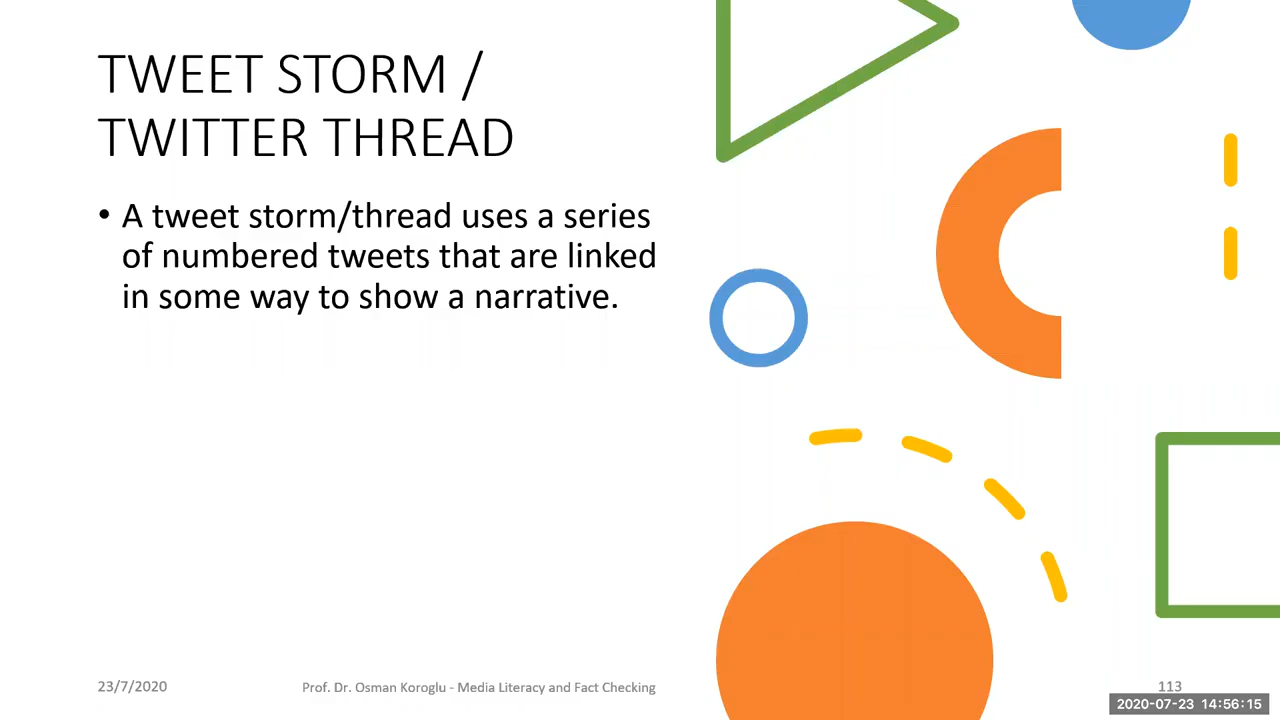 TWEET STORM /
TWITTER THREAD
• A tweet storm/thread uses a series
of numbered tweets that are linked
in some way to show a narrative.
23/7/2020
Prof. Dr. Osman Koroglu - Media Literacy and Fact Checking
113
2020-07-23 14:56:15